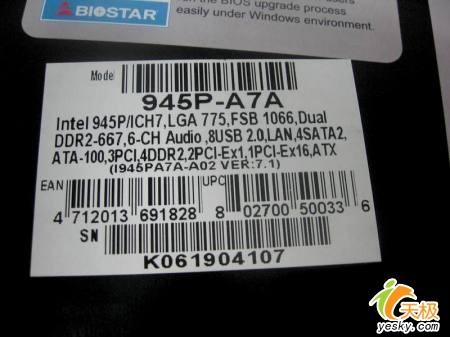 BIOSTAR
the BIOS upgrade process
easily under Windows environment.
Model
945P-A7A
Intel 945P/ICH7,LGA 775,FSB 1066,Dual
DDR2-667,6-CH Audio ,8USB 2.0,LAN,4SATA2,
ATA-100,3PCI,4DDR2,2PCI-Ex1,1PCI-Ex16,ATX
(I945PA7A-A02 VER:7.1)
EAN UPC
4 712013 691828 8 02700 50033 6
SN
K061904107
天极
yesky.com